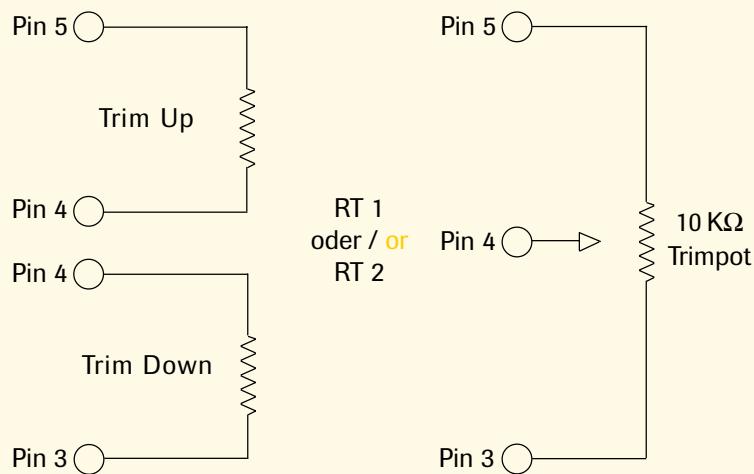 Pin 5
Trim Up
Pin 4
Pin 4
Trim Down
Pin 3
RT 1
oder / or
RT 2
Pin 5
Pin 4
10 KΩ
Trimpot
Pin 3